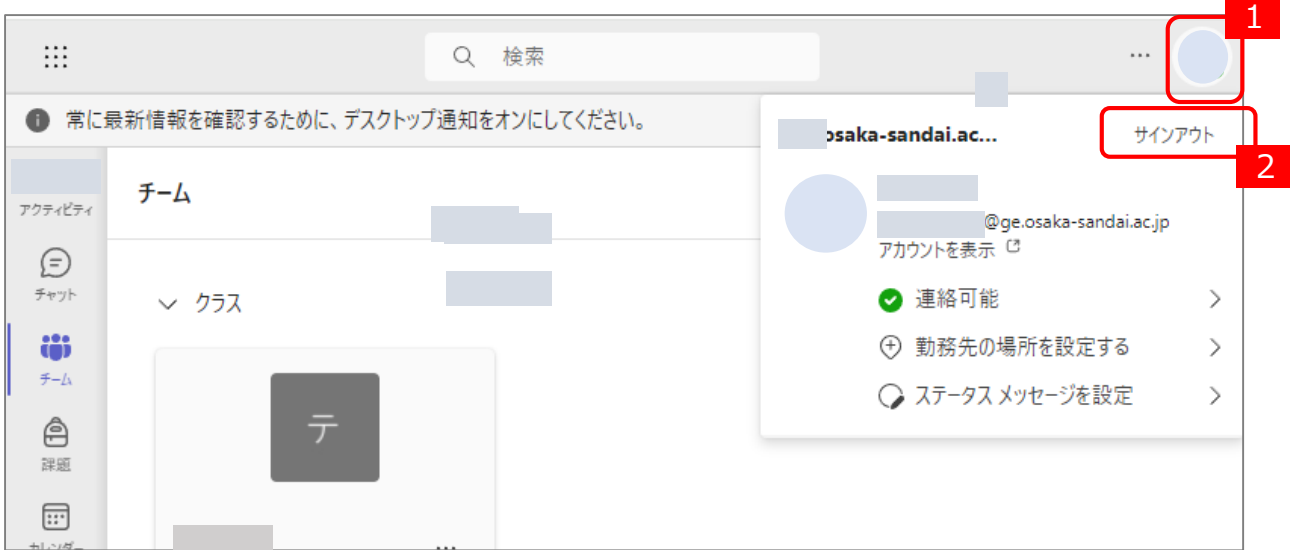 1
検索
常に最新情報を確認するために、デスクトップ通知をオンにしてください。
osaka-sandai.ac...
サインアウト
2
アクティビティ
チーム
@ge.osaka-sandai.ac.jp
アカウントを表示
チャット
クラス
連絡可能
勤務先の場所を設定する
チーム
ステータス メッセージを設定
テ
課題
カレンダー